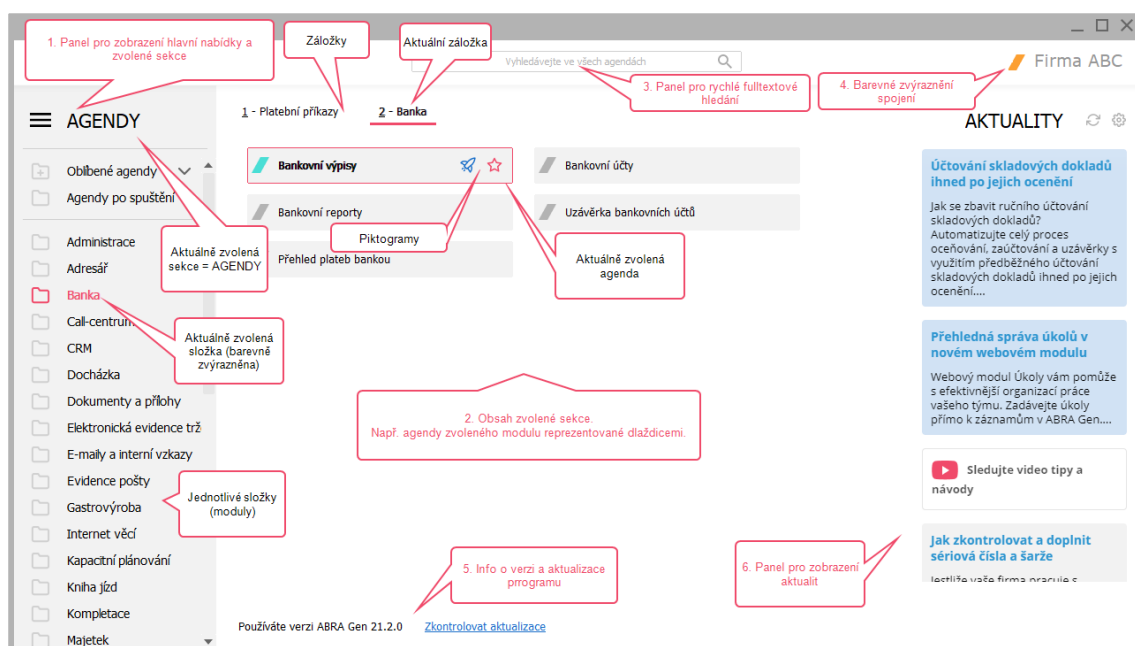 1. Panel pro zobrazení hlavní nabídky a
zvolené sekce
Záložky
Aktuální záložka
Vyhledávejte ve všech agendách
3. Panel pro rychlé fulltextové
hledání
4. Barevné zvýraznění
spojení
Firma ABC
AGENDY
1 - Platební příkazy
2 - Banka
AKTUALITY
Oblíbené agendy
Agendy po spuštění
Administrace
Adresář
Banka
Call-centrum
CRM
Docházka
Dokumenty a přílohy
Elektronická evidence trž
E-maily a interní vzkazy
Evidence pošty
Gastrovýroba
Internet věcí
Kapacitní plánování
Kniha jízd
Kompletace
Majetek
Aktuálně zvolená
sekce = AGENDY
Aktuálně zvolená
složka (barevně
zvýrazněna)
Jednotlivé složky
(moduly)
Bankovní výpisy
Bankovní účty
Bankovní reporty
Uzávěrka bankovních účtů
Přehled plateb bankou
Piktogramy
Aktuálně zvolená
agenda
2. Obsah zvolené sekce.
Např. agendy zvoleného modulu reprezentované dlaždicemi.
5. Info o verzi a aktualizace
prrogramu
Používáte verzi ABRA Gen 21.2.0
Zkontrolovat aktualizace
6. Panel pro zobrazení
aktualit
Účtování skladových dokladů
ihned po jejich ocenění
Jak se zbavit ručního účtování
skladových dokladů?
Automatizujte celý proces
oceňování, zaúčtování a uzávěrky s
využitím předběžného účtování
skladových dokladů ihned po jejich
ocenění....
Přehledná správa úkolů v
novém webovém modulu
Webový modul Úkoly vám pomůže
s efektivnější organizací práce
vašeho týmu. Zadávejte úkoly
přímo k záznamům v ABRA Gen....
Sledujte video tipy a
návody
Jak zkontrolovat a doplnit
sériová čísla a šarže
Jestliže vaše firma pracuje s